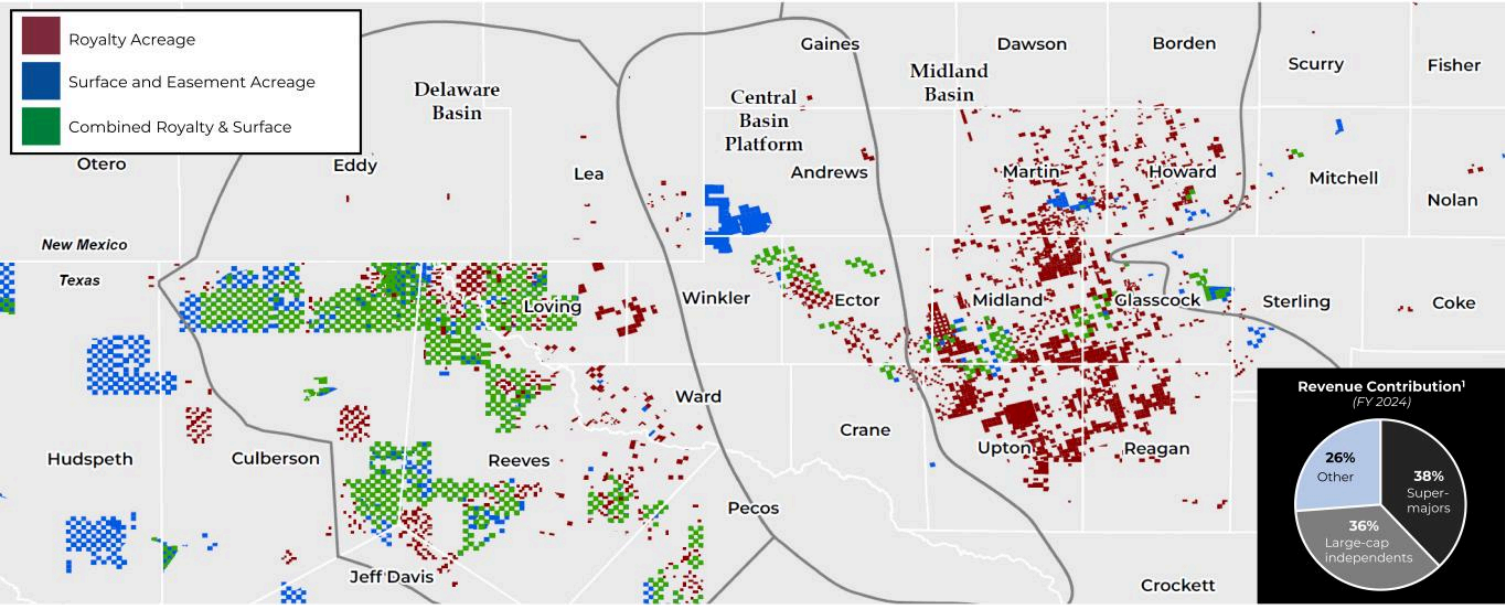 Royalty Acreage
Surface and Easement Acreage
Combined Royalty & Surface
Gaines
Dawson
Borden
Scurry
Fisher
Delaware
Basin
Midland
Basin
Central
Basin
Platform
Otero
Eddy
Lea
Andrews
Martin
Howard
Mitchell
Nolan
New Mexico
Texas
Loving
Winkler
Ector
Midland
Glasscock
Sterling
Coke
Ward
Crane
Hudspeth
Culberson
Reeves
Upton
Reagan
Pecos
Jeff Davis
Crockett
Revenue Contribution¹
(FY 2024)
26%
Other
38%
Super-
majors
36%
Large-cap
independents